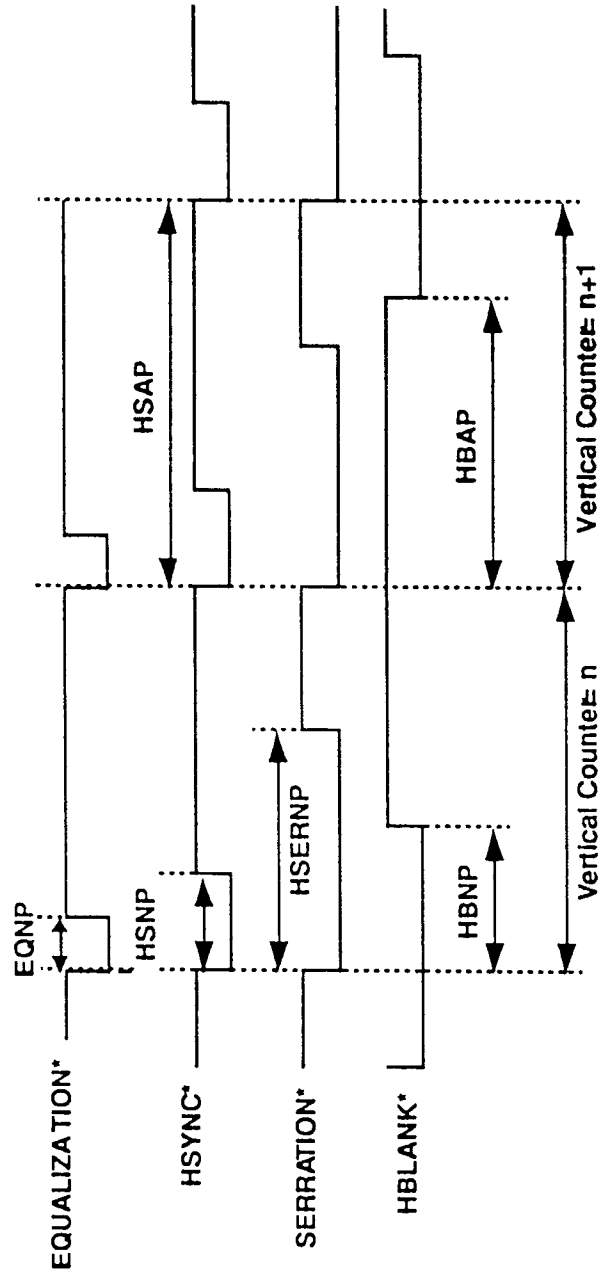 EQUALIZATION*
EQNP
HSYNC*
HSNP
HSAP
SERRATION*
HSERNP
HBLANK*
HBNP
HBAP
Vertical Counter= n
Vertical Counter= n+1